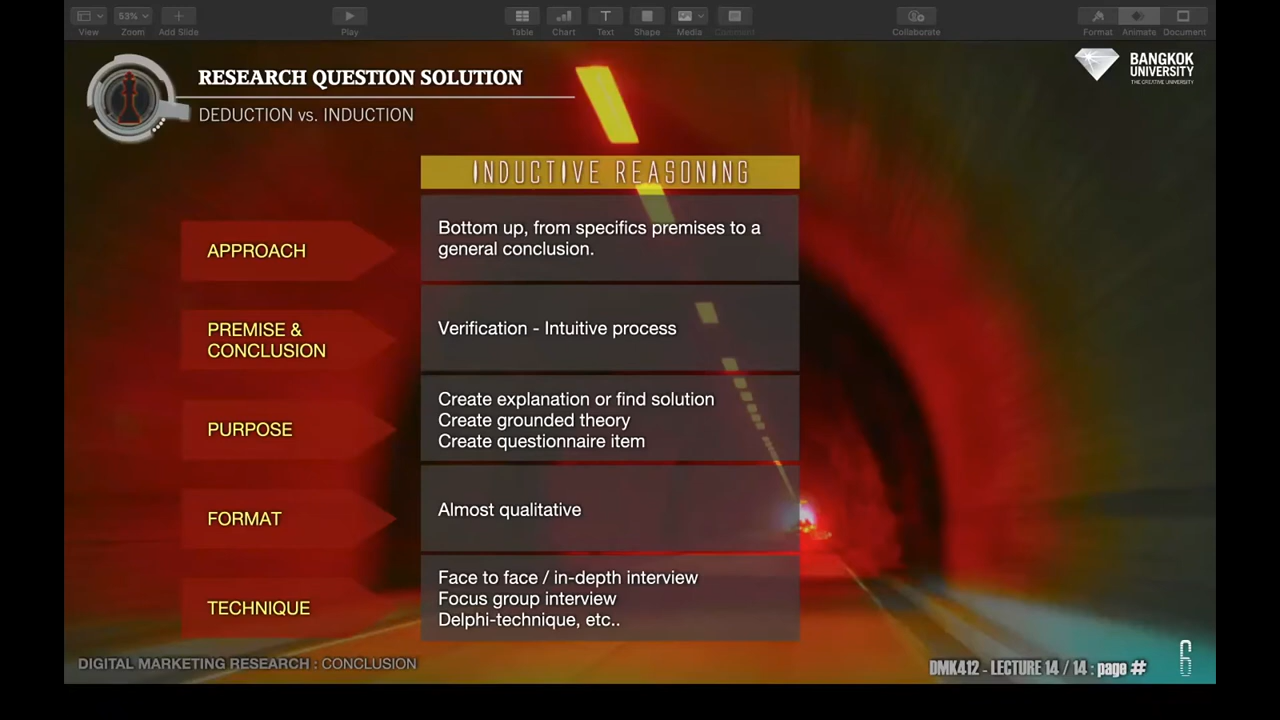 53%
View
Zoom
Add Slide
Play
Table
Chart
Text
Shape
Media
Comment
Collaborate
Format
Animate
Document
RESEARCH QUESTION SOLUTION
DEDUCTION vs. INDUCTION
BANGKOK
UNIVERSITY
THE CREATIVE UNIVERSITY
INDUCTIVE REASONING
APPROACH
Bottom up, from specifics premises to a
general conclusion.
PREMISE &
CONCLUSION
Verification - Intuitive process
PURPOSE
Create explanation or find solution
Create grounded theory
Create questionnaire item
FORMAT
Almost qualitative
TECHNIQUE
Face to face / in-depth interview
Focus group interview
Delphi-technique, etc..
DIGITAL MARKETING RESEARCH : CONCLUSION
DMK412 - LECTURE 14 / 14 : page #
6